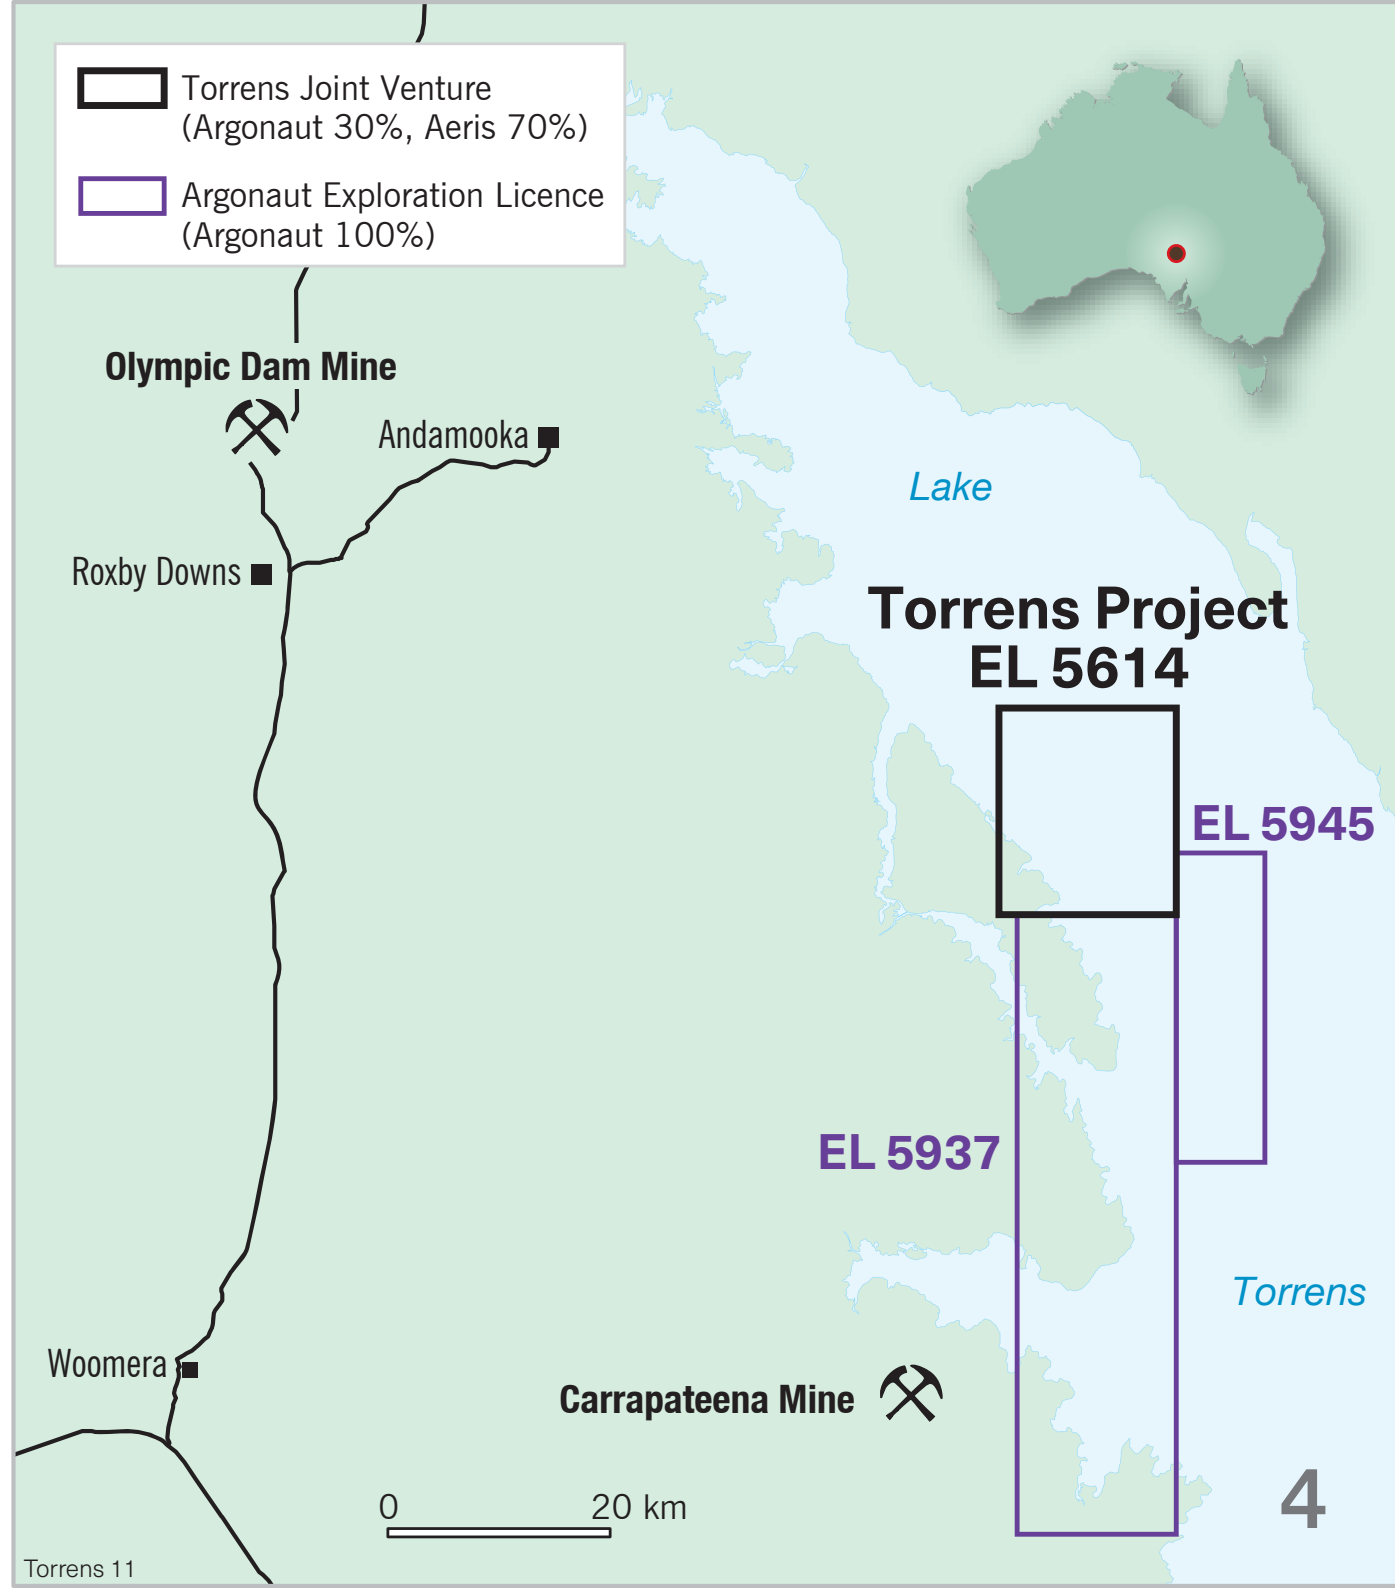 Torrens Joint Venture
(Argonaut 30%, Aeris 70%)
Argonaut Exploration Licence
(Argonaut 100%)
Olympic Dam Mine
Andamooka
Lake
Roxby Downs
Torrens Project
EL 5614
EL 5945
EL 5937
Torrens
Woomera
Carrapateena Mine
0 20 km
4
Torrens 11